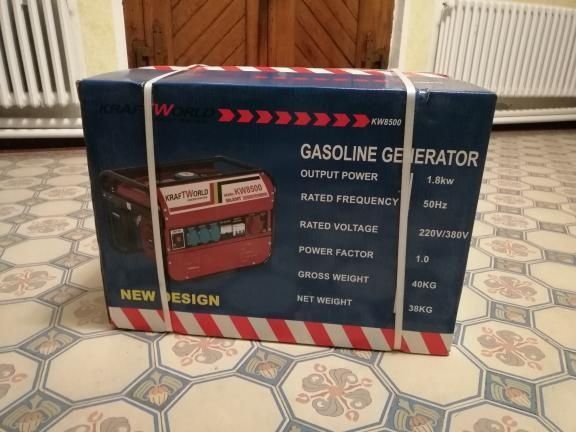 KRAFTWORLD
KW8500
GASOLINE GENERATOR
OUTPUT POWER 1.8kw
RATED FREQUENCY 50Hz
RATED VOLTAGE 220V/380V
POWER FACTOR 1.0
GROSS WEIGHT 40KG
NET WEIGHT 38KG
KRAFTWORLD
KW8500
NEW DESIGN